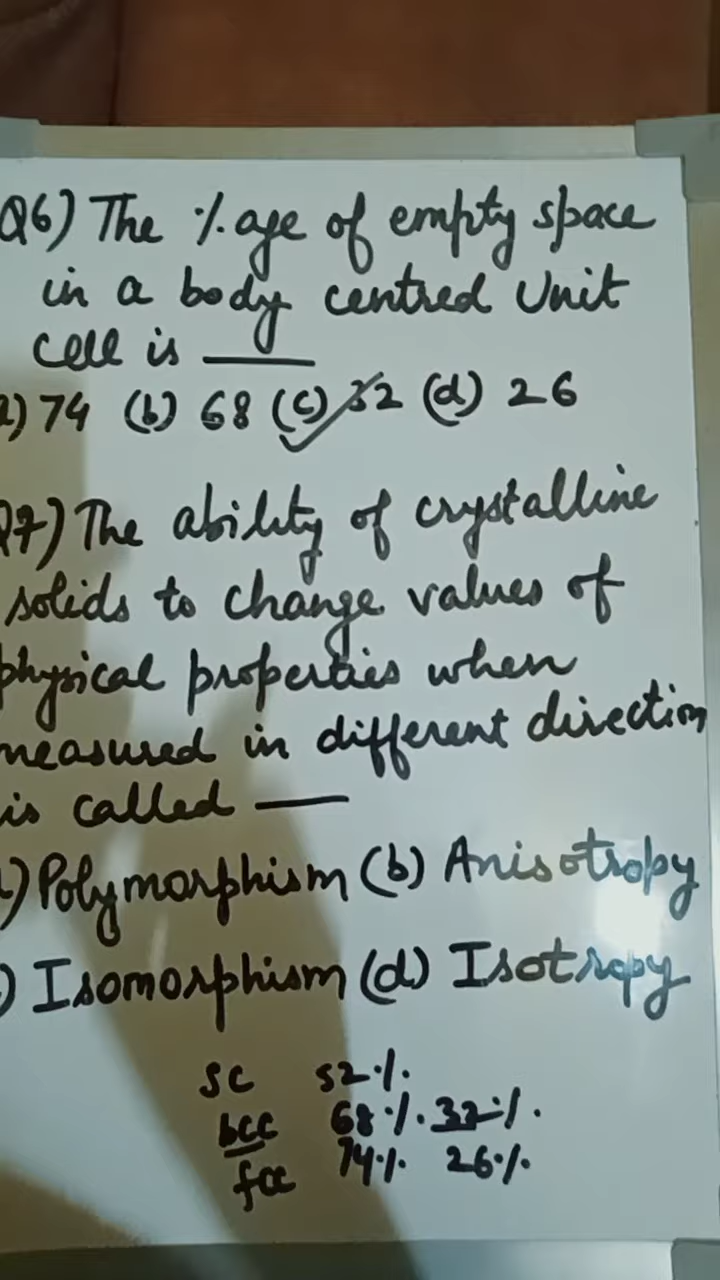 Q6) The %age of empty space
in a body centred Unit
cell is ____
a) 74 (b) 68 (c) 32 (d) 26
Q7) The ability of crystalline
solids to change values of
physical properties when
measured in different direction
is called ____
a) Polymorphism (b) Anisotropy
) Isomorphism (d) Isotropy
SC 52%.
bcc 68%. 32%.
fcc 74%. 26%.